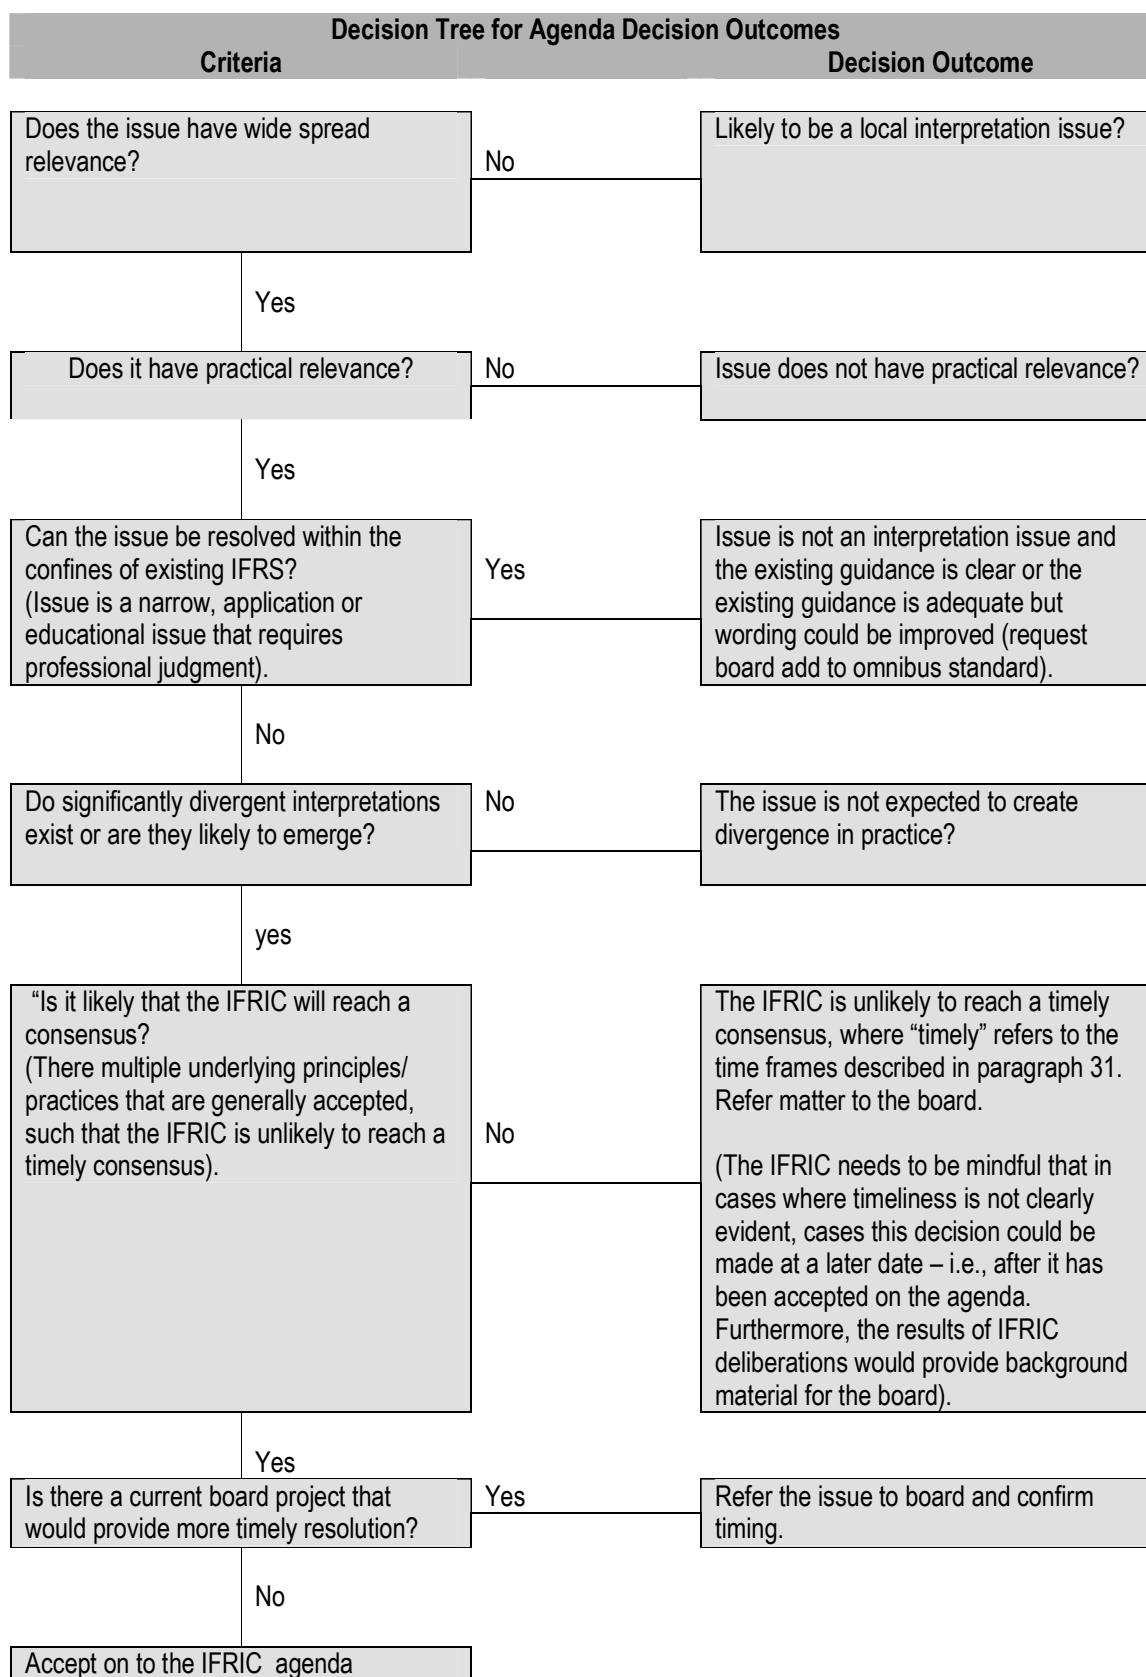 Decision Tree for Agenda Decision Outcomes
Criteria
Decision Outcome
Does the issue have wide spread
relevance?
No
Likely to be a local interpretation issue?
Yes
Does it have practical relevance?
No
Issue does not have practical relevance?
Yes
Can the issue be resolved within the
confines of existing IFRS?
(Issue is a narrow, application or
educational issue that requires
professional judgment).
Yes
Issue is not an interpretation issue and
the existing guidance is clear or the
existing guidance is adequate but
wording could be improved (request
board add to omnibus standard).
No
Do significantly divergent interpretations
exist or are they likely to emerge?
No
The issue is not expected to create
divergence in practice?
yes
“Is it likely that the IFRIC will reach a
consensus?
(There multiple underlying principles/
practices that are generally accepted,
such that the IFRIC is unlikely to reach a
timely consensus).
No
The IFRIC is unlikely to reach a timely
consensus, where “timely” refers to the
time frames described in paragraph 31.
Refer matter to the board.
(The IFRIC needs to be mindful that in
cases where timeliness is not clearly
evident, cases this decision could be
made at a later date – i.e., after it has
been accepted on the agenda.
Furthermore, the results of IFRIC
deliberations would provide background
material for the board).
Yes
Is there a current board project that
would provide more timely resolution?
Yes
Refer the issue to board and confirm
timing.
No
Accept on to the IFRIC agenda